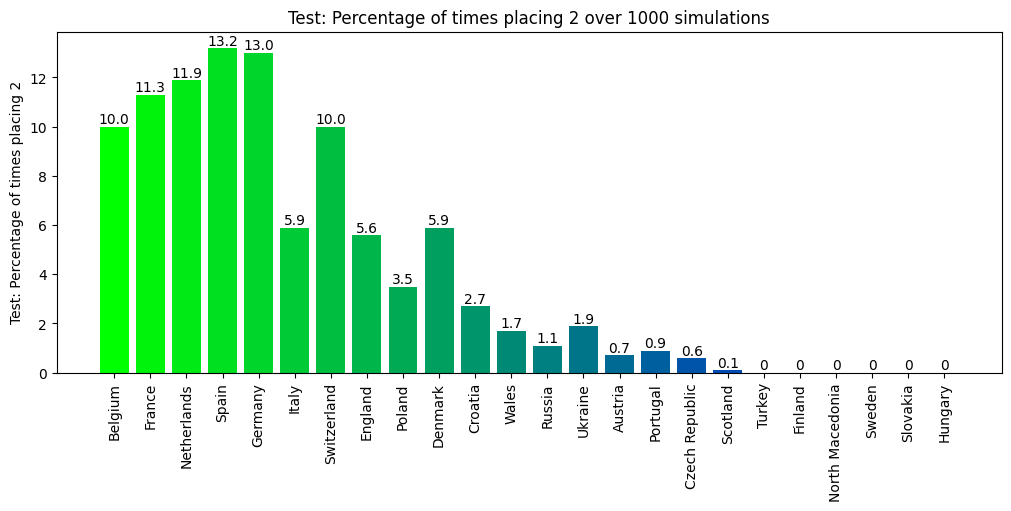 Test: Percentage of times placing 2 over 1000 simulations
Test: Percentage of times placing 2
12
10
8
6
4
2
0
10.0
11.3
11.9
13.2
13.0
5.9
10.0
5.6
3.5
5.9
2.7
1.7
1.1
1.9
0.7
0.9
0.6
0.1
0
0
0
0
0
0
Belgium
France
Netherlands
Spain
Germany
Italy
Switzerland
England
Poland
Denmark
Croatia
Wales
Russia
Ukraine
Austria
Portugal
Czech Republic
Scotland
Turkey
Finland
North Macedonia
Sweden
Slovakia
Hungary